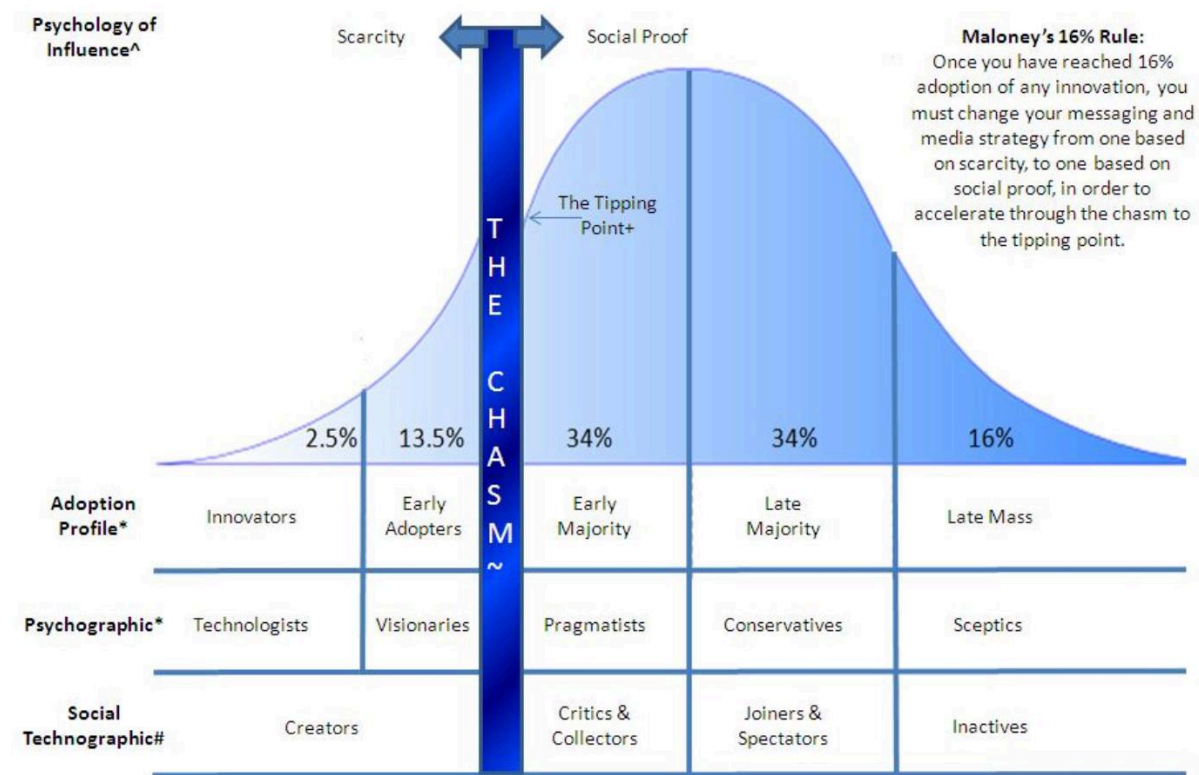 Psychology of
Influence^
Scarcity
Social Proof
Maloney's 16% Rule:
Once you have reached 16%
adoption of any innovation, you
must change your messaging and
media strategy from one based
on scarcity, to one based on
social proof, in order to
accelerate through the chasm to
the tipping point.
The Tipping
Point+
THE CHASM~
2.5%
13.5%
34%
34%
16%
Adoption
Profile*
Innovators
Early
Adopters
Early
Majority
Late
Majority
Late Mass
Psychographic*
Technologists
Visionaries
Pragmatists
Conservatives
Sceptics
Social
Technographic#
Creators
Critics &
Collectors
Joiners &
Spectators
Inactives